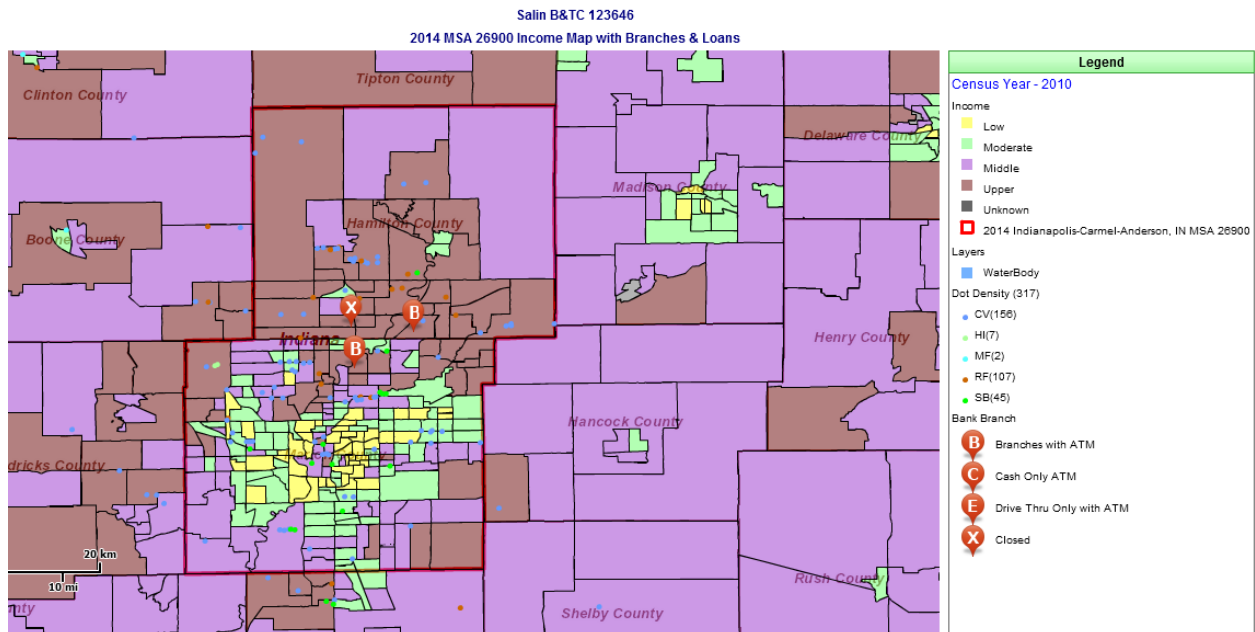 Salin B&TC 123646
2014 MSA 26900 Income Map with Branches & Loans
Clinton County
Tipton County
Delaware County
Madison County
Hamilton County
Boone County
X
B
Indiana
B
Henry County
Hancock County
dricks County
20 km
10 mi
Rush County
Shelby County
Legend
Census Year - 2010
Income
Low
Moderate
Middle
Upper
Unknown
2014 Indianapolis-Carmel-Anderson, IN MSA 26900
Layers
WaterBody
Dot Density (317)
CV(156)
HI(7)
MF(2)
RF(107)
SB(45)
Bank Branch
B Branches with ATM
C Cash Only ATM
E Drive Thru Only with ATM
X Closed